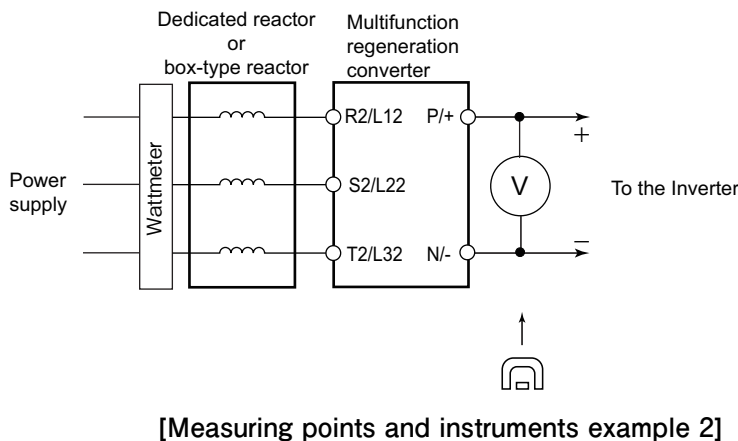 Dedicated reactor
or
box-type reactor
Multifunction
regeneration
converter
R2/L12
P/+
+
Power
supply
Wattmeter
S2/L22
V
To the Inverter
T2/L32
N/-
−
[Measuring points and instruments example 2]